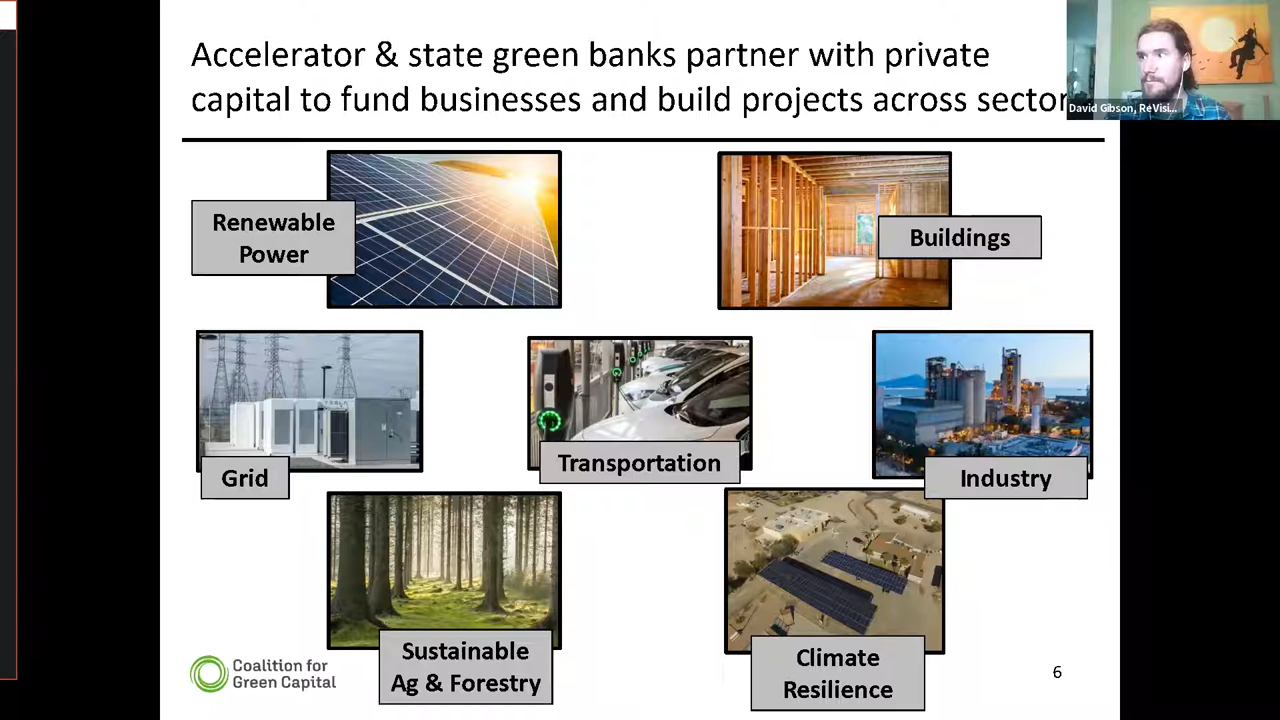 Accelerator & state green banks partner with private
capital to fund businesses and build projects across sector
David Gibson, ReVisi...
Renewable
Power
Buildings
Grid
Transportation
Industry
Sustainable
Ag & Forestry
Climate
Resilience
Coalition for
Green Capital
6